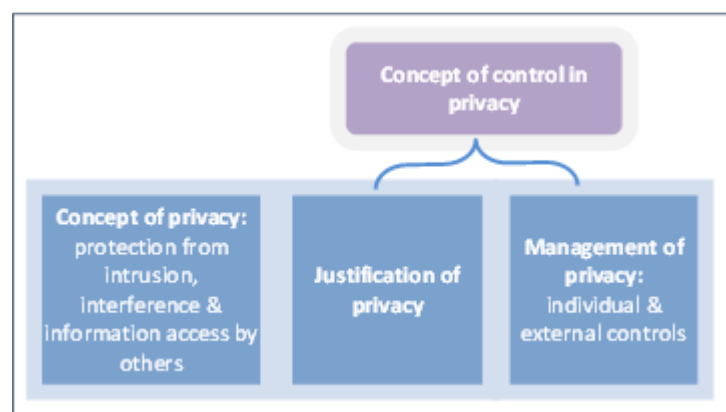 Concept of control in
privacy
Concept of privacy:
protection from
intrusion,
interference &
information access by
others
Justification of
privacy
Management of
privacy:
individual &
external controls